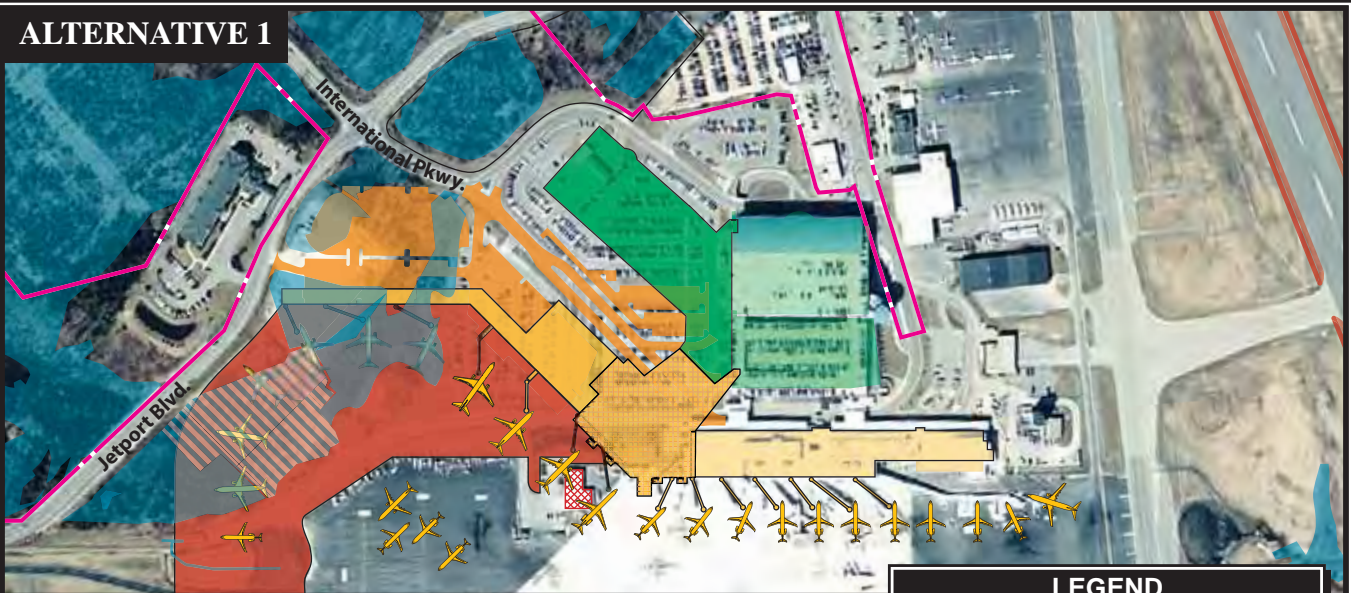 ALTERNATIVE 1
International Pkwy.
Jetport Blvd.
LEGEND